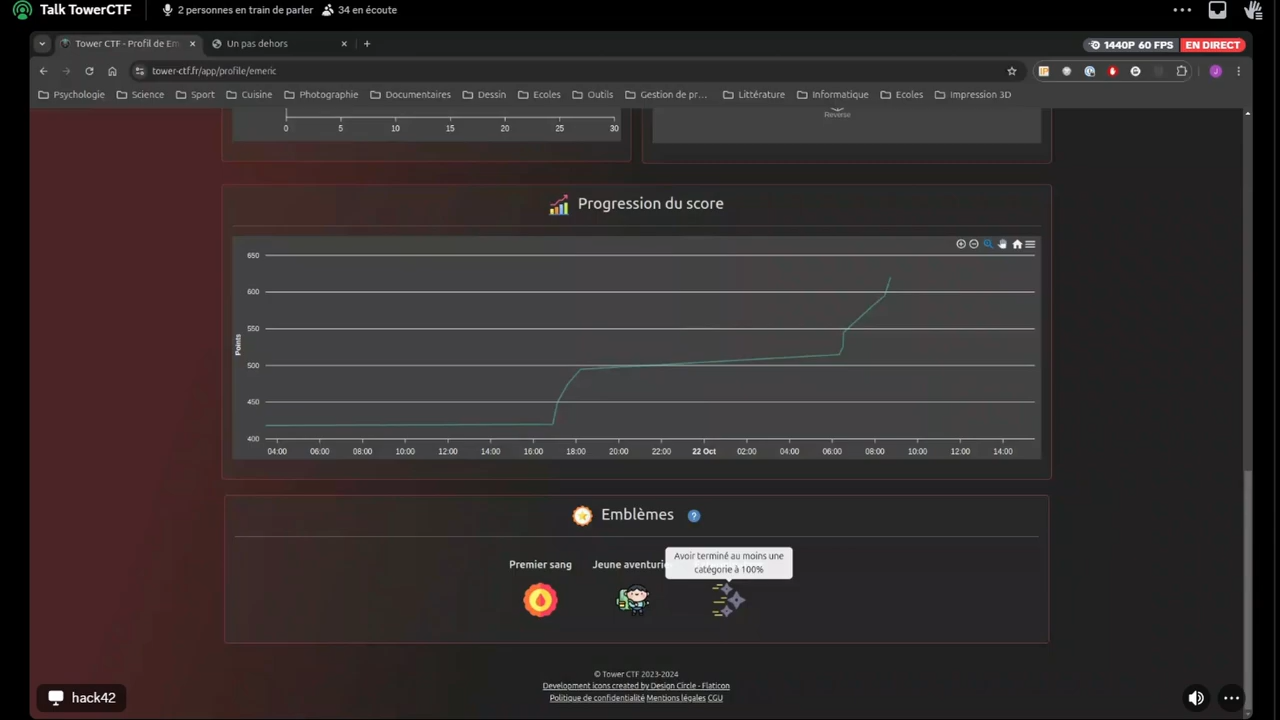 Talk TowerCTF
2 personnes en train de parler
34 en écoute
Tower CTF - Profil de Em
Un pas dehors
1440P 60 FPS
EN DIRECT
tower-ctf.fr/app/profile/emeric
Psychologie
Science
Sport
Cuisine
Photographie
Documentaires
Dessin
Ecoles
Outils
Gestion de pr...
Littérature
Informatique
Ecoles
Impression 3D
0 5 10 15 20 25 30
Reverse
Progression du score
650
600
550
500
450
400
Points
04:00 06:00 08:00 10:00 12:00 14:00 16:00 18:00 20:00 22:00 22 Oct 02:00 04:00 06:00 08:00 10:00 12:00 14:00
Emblèmes ?
Premier sang
Jeune aventuri
Avoir terminé au moins une
catégorie à 100%
© Tower CTF 2023-2024
Development icons created by Design Circle - Flaticon
Politique de confidentialité Mentions légales CGU
hack42